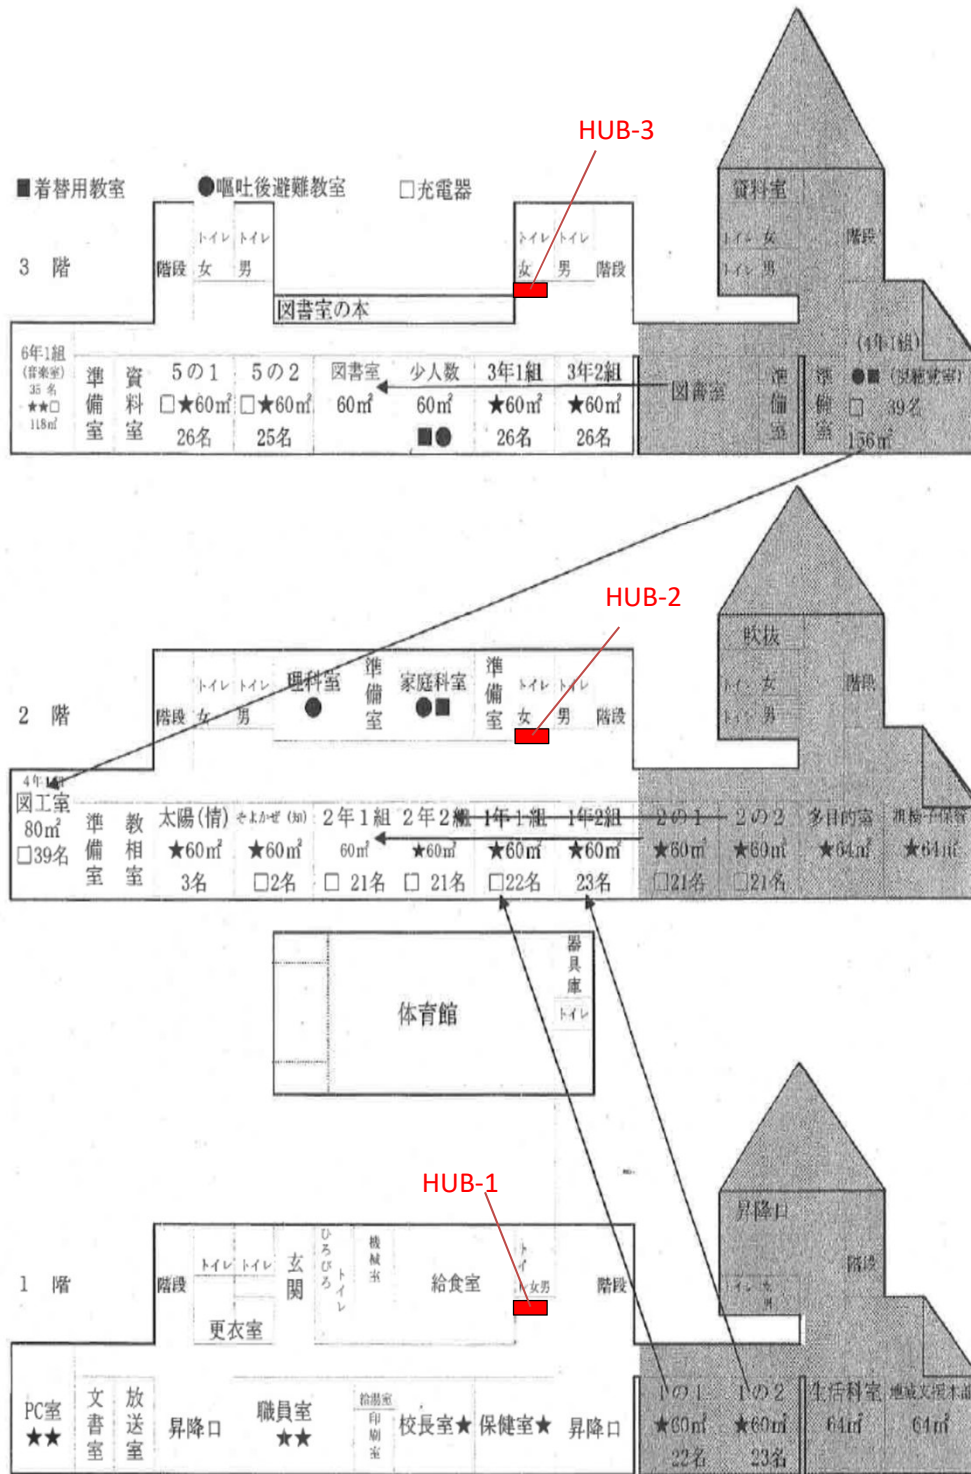 HUB-3
■着替用教室 ●嘔吐後避難教室 □充電器
資料室
トイレ トイレ
女 男
階段
トイレ トイレ
女 男
階段
トイレ 女
トイレ 男
階段
3 階
図書室の本
6年1組
(音楽室)
35 名
★★□
118㎡
準備室
資料室
5の1
□★60㎡
26名
5の2
□★60㎡
25名
図書室
60㎡
少人数
60㎡
■●
3年1組
★60㎡
26名
3年2組
★60㎡
26名
図書室
準備室
準備室
(4年1組)
●■(視聴覚室)
□ 39名
156㎡
HUB-2
吹抜
2 階
階段
トイレ トイレ
女 男
理科室
●
準備室
家庭科室
●■
準備室
トイレ トイレ
女 男
階段
トイレ 女
トイレ 男
階段
図工室
80㎡
□39名
準備室
教相室
太陽(情)
★60㎡
3名
そよかぜ(知)
★60㎡
□2名
2年1組
60㎡
□ 21名
2年2組
★60㎡
□ 21名
1年1組
★60㎡
□22名
1年2組
★60㎡
23名
2の1
★60㎡
□21名
2の2
★60㎡
□21名
多目的室
★64㎡
★64㎡
体育館
器具庫
トイレ
HUB-1
昇降口
1 階
階段
トイレ トイレ
更衣室
玄関
ひろびろトイレ
機械室
給食室
トイレ
女男
階段
トイレ 女
男
階段
PC室
★★
文書室
放送室
昇降口
職員室
★★
給湯室
印刷室
校長室★
保健室★
昇降口
1の1
★60㎡
22名
1の2
★60㎡
23名
生活科室
64㎡
64㎡